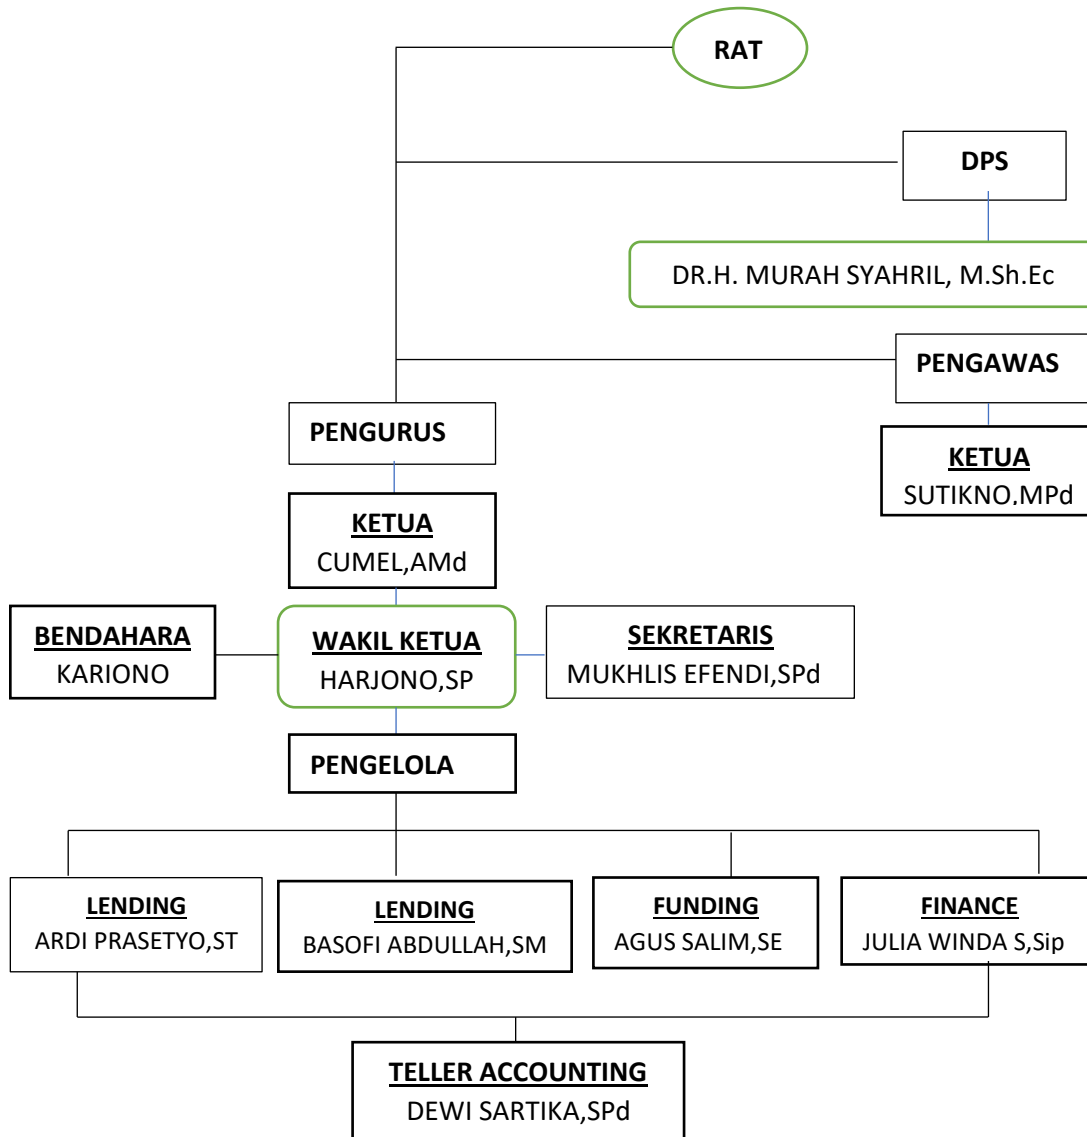 RAT
DPS
DR.H. MURAH SYAHRIL, M.Sh.Ec
PENGAWAS
KETUA
SUTIKNO,MPd
PENGURUS
KETUA
CUMEL,AMd
BENDAHARA
KARIONO
WAKIL KETUA
HARJONO,SP
SEKRETARIS
MUKHLIS EFENDI,SPd
PENGELOLA
LENDING
ARDI PRASETYO,ST
LENDING
BASOFI ABDULLAH,SM
FUNDING
AGUS SALIM,SE
FINANCE
JULIA WINDA S,Sip
TELLER ACCOUNTING
DEWI SARTIKA,SPd